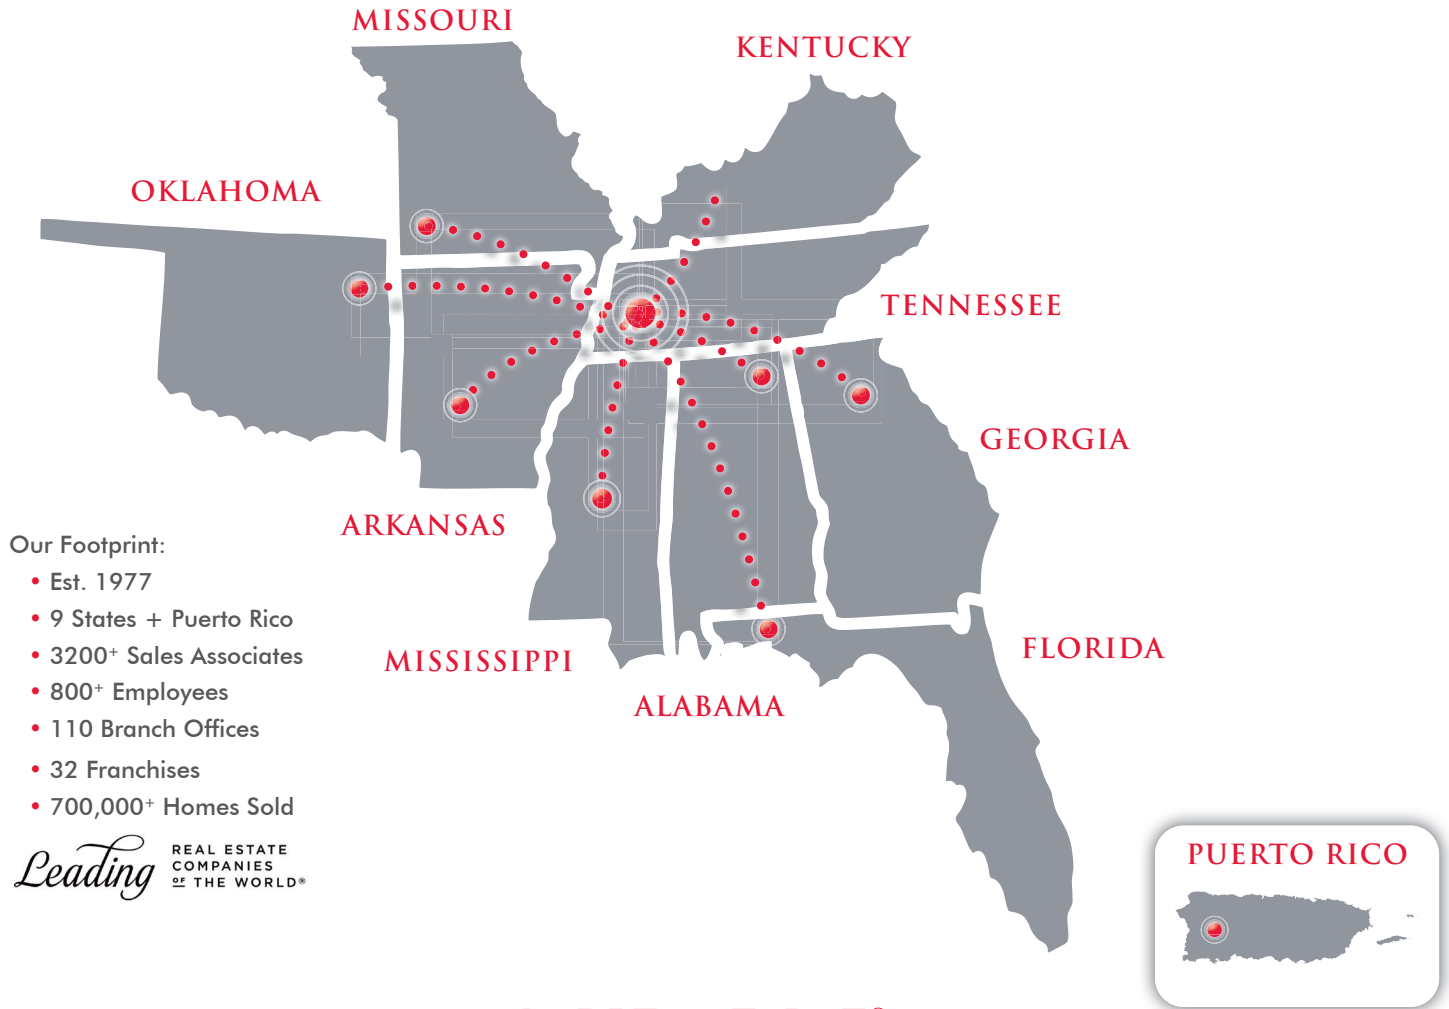 MISSOURI
KENTUCKY
OKLAHOMA
TENNESSEE
GEORGIA
ARKANSAS
Our Footprint:
• Est. 1977
• 9 States + Puerto Rico
• 3200+ Sales Associates
• 800+ Employees
• 110 Branch Offices
• 32 Franchises
• 700,000+ Homes Sold
MISSISSIPPI
FLORIDA
ALABAMA
Leading
REAL ESTATE
COMPANIES
OF THE WORLD®
PUERTO RICO